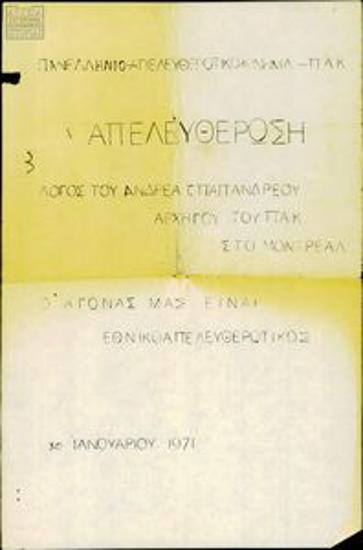 ΠΑΝΕΛΛΗΝΙΟ ΑΠΕΛΕΥΘΕΡΩΤΙΚΟ ΚΙΝΗΜΑ - ΠΑΚ
ΑΠΕΛΕΥΘΕΡΩΣΗ
3
ΛΟΓΟΣ ΤΟΥ ΑΝΔΡΕΑ Γ ΠΑΠΑΝΔΡΕΟΥ
ΑΡΧΗΓΟΥ ΤΟΥ ΠΑΚ
ΣΤΟ ΜΟΝΤΡΕΑΛ
Ο ΑΓΩΝΑΣ ΜΑΣ ΕΙΝΑΙ
ΕΘΝΙΚΟΑΠΕΛΕΥΘΕΡΩΤΙΚΟΣ
ΙΑΝΟΥΑΡΙΟΥ 1971